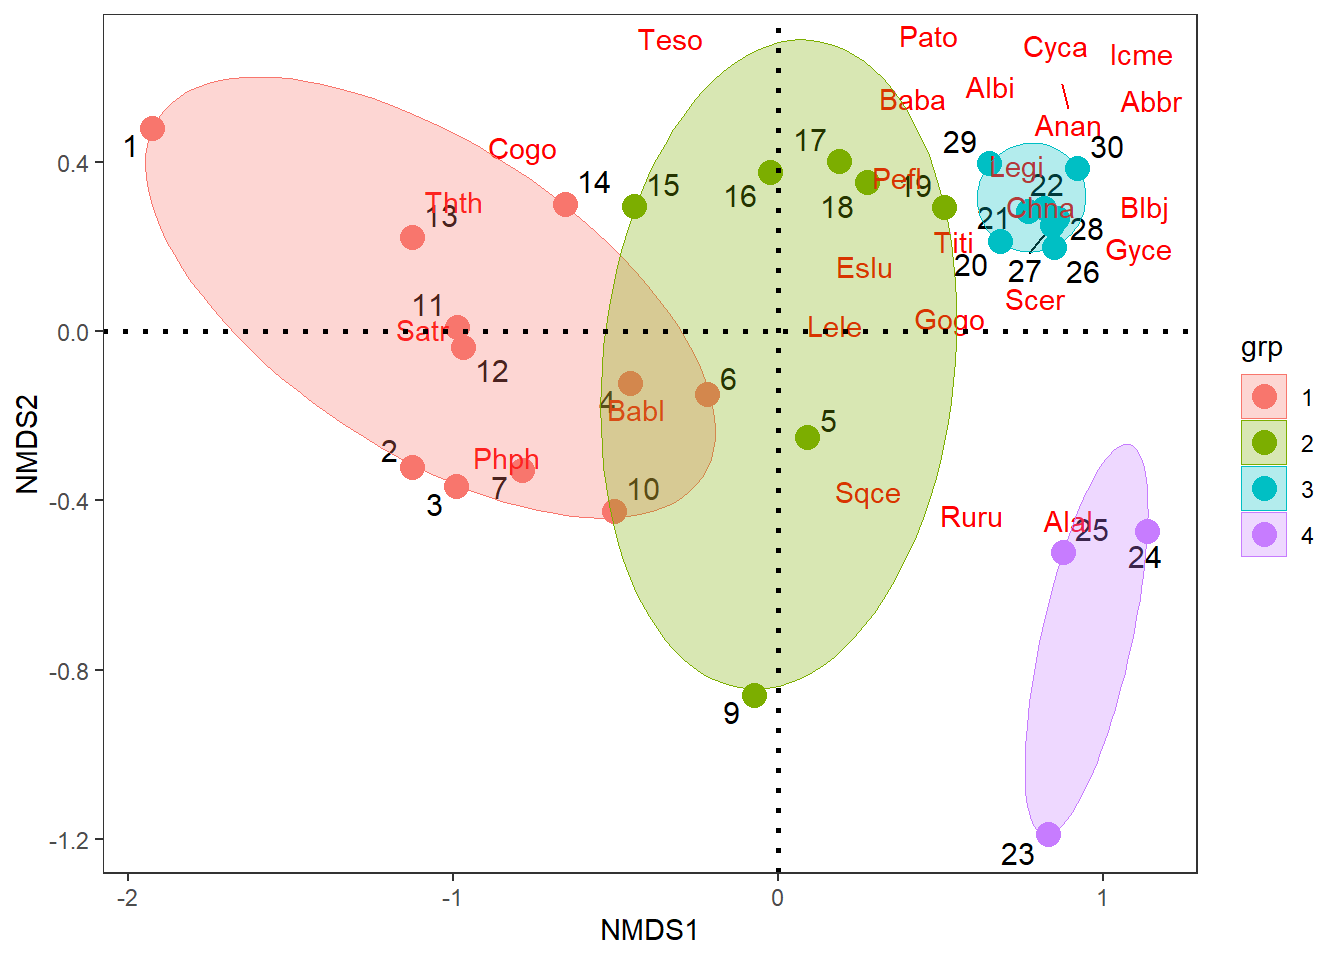 Teso
Pato
Cyca
Icme
Albi
Baba
Abbr
Anan
1
Cogo
17
29
30
14
15
16
Pefl
19
Legi
22
Thth
13
18
21
Chna
Blbj
28
Titi
Gyce
20
27
26
Eslu
11
Scer
Satr
Lele
Gogo
12
6
4
Babl
5
2
Phph
7
3
10
Sqce
Ruru
Alal
25
24
9
23
0.4
0.0
-0.4
-0.8
-1.2
NMDS2
-2
-1
0
1
NMDS1
grp
1
2
3
4